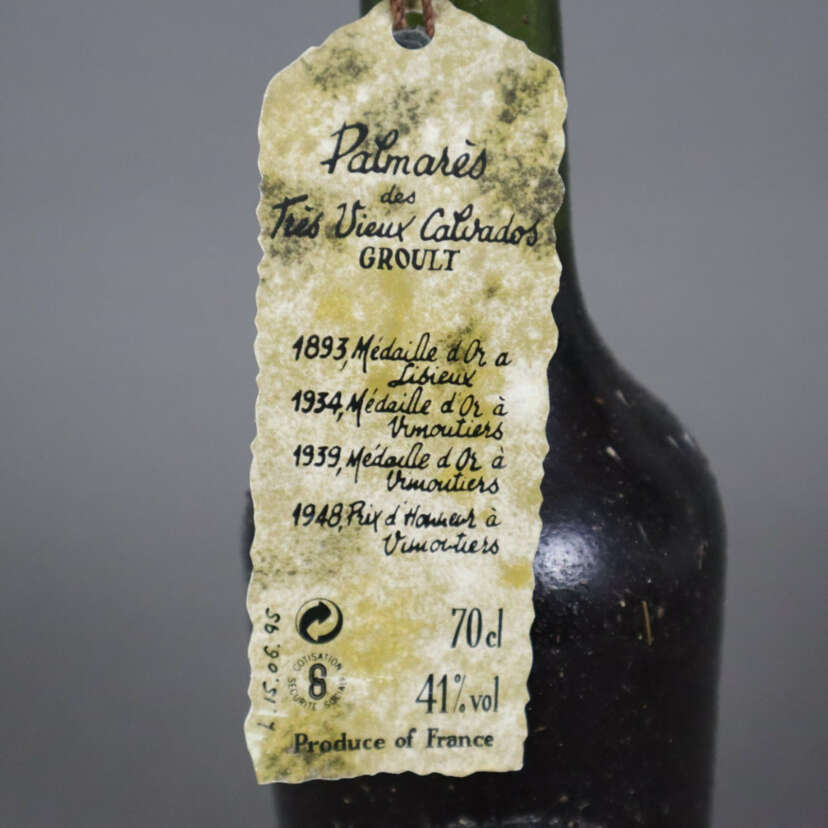 Palmarès
des
Très Vieux Calvados
GROULT
1893, Médaille d'Or a
Lisieux
1934, Médaille d'Or à
Vimoutiers
1939, Médaille d'Or à
Vimoutiers
1948, Prix d'Honneur à
Vimoutiers
L.15.06.95
COTISATION
SÉCURITÉ SOCIALE
70 cl
41% vol
Produce of France